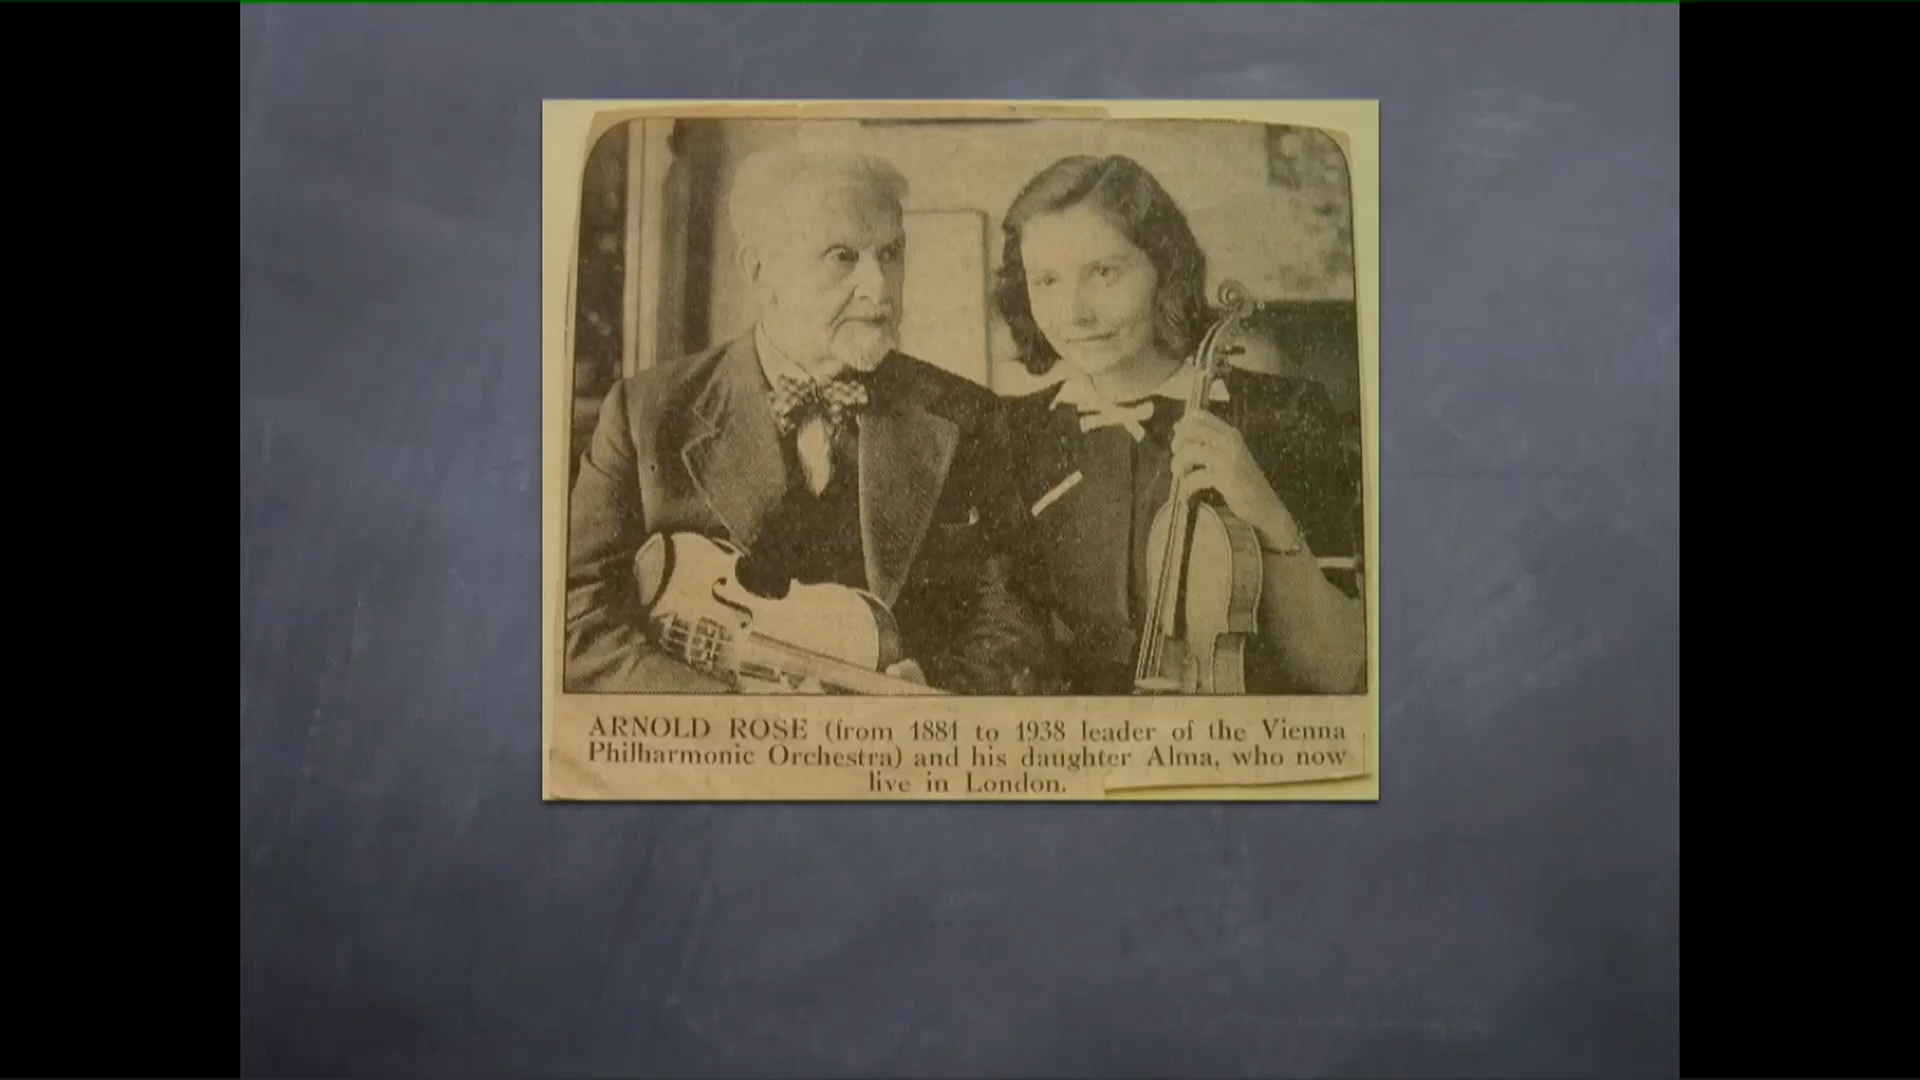 ARNOLD ROSE (from 1881 to 1938 leader of the Vienna
Philharmonic Orchestra) and his daughter Alma, who now
live in London.